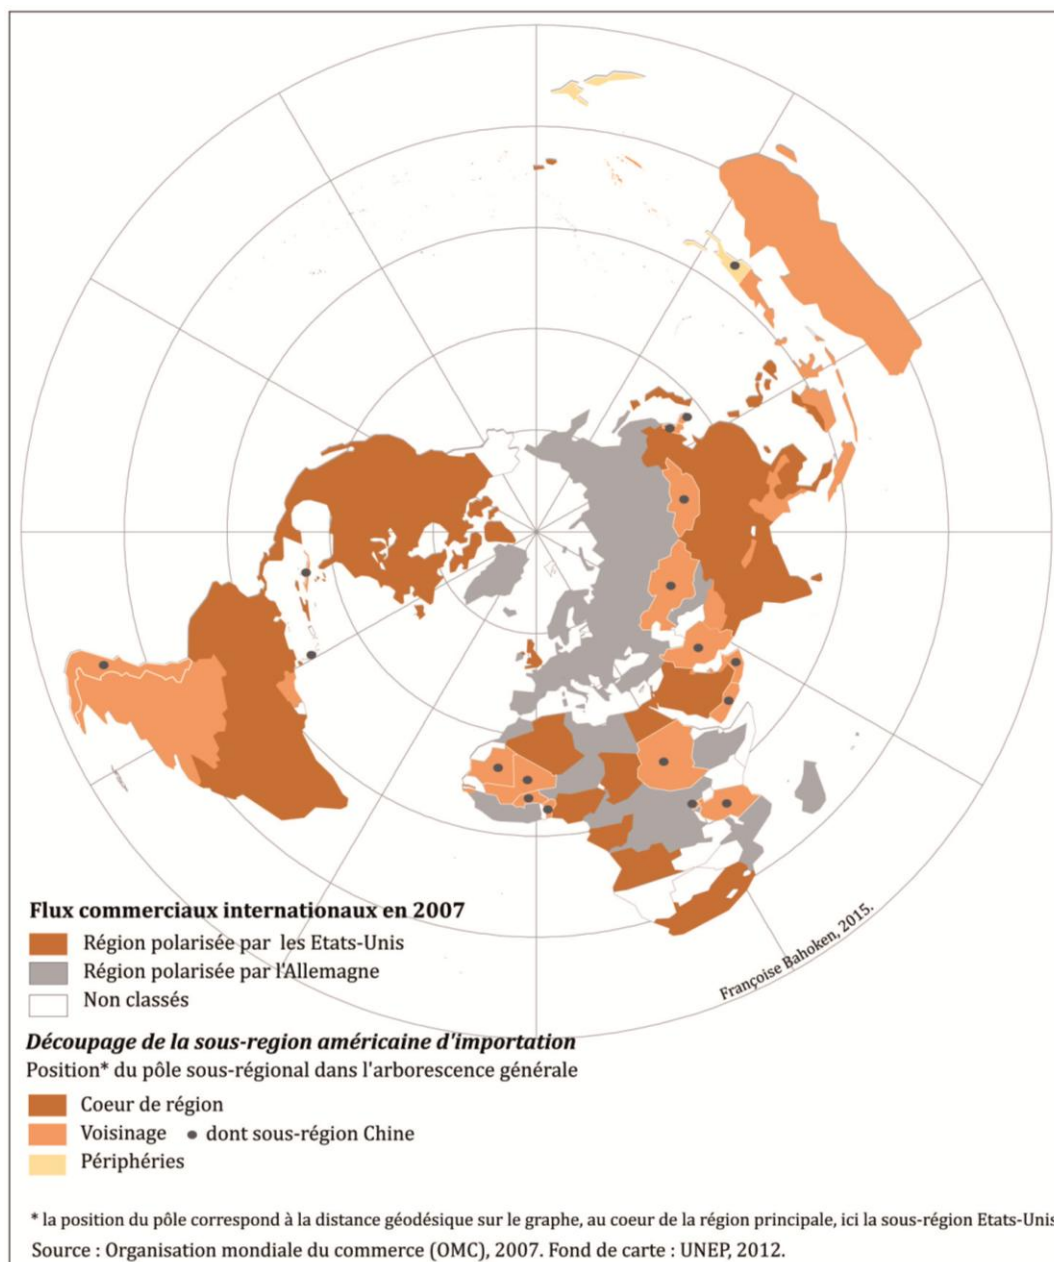 Françoise Bahoken, 2015.
Flux commerciaux internationaux en 2007
Région polarisée par les Etats-Unis
Région polarisée par l'Allemagne
Non classés
Découpage de la sous-region américaine d'importation
Position* du pôle sous-régional dans l'arborescence générale
Coeur de région
Voisinage ● dont sous-région Chine
Périphéries
* la position du pôle correspond à la distance géodésique sur le graphe, au coeur de la région principale, ici la sous-région Etats-Unis
Source : Organisation mondiale du commerce (OMC), 2007. Fond de carte : UNEP, 2012.